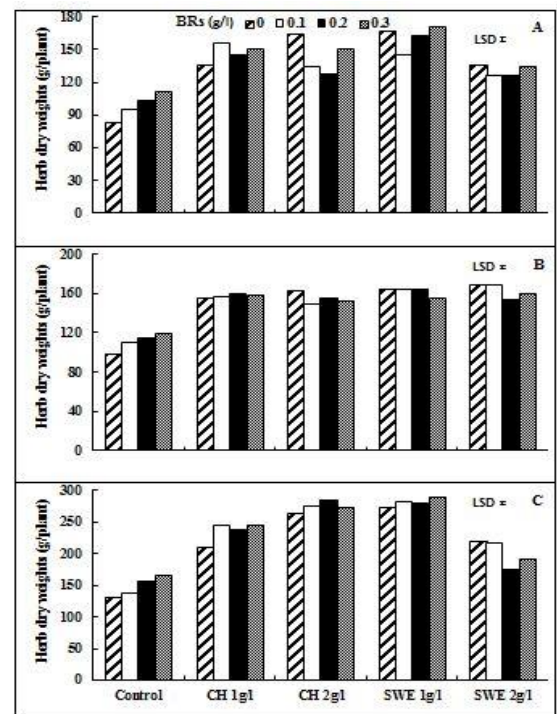 BRs (g/l) 0 0.1 0.2 0.3
A
LSD
Herb dry weights (g/plant)
180
150
120
90
60
30
0
B
LSD
Herb dry weights (g/plant)
200
160
120
80
40
0
C
LSD
Herb dry weights (g/plant)
300
250
200
150
100
50
0
Control CH 1g/l CH 2g/l SWE 1g/l SWE 2g/l